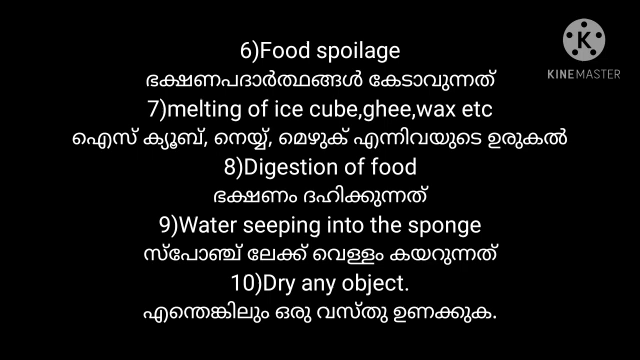 6)Food spoilage
ഭക്ഷണപദാർത്ഥങ്ങൾ കേടാവുന്നത്
7)melting of ice cube,ghee,wax etc
ഐസ് ക്യൂബ്, നെയ്യ്, മെഴുക് എന്നിവയുടെ ഉരുകൽ
8)Digestion of food
ഭക്ഷണം ദഹിക്കുന്നത്
9)Water seeping into the sponge
സ്പോഞ്ച് ലേക്ക് വെള്ളം കയറുന്നത്
10)Dry any object.
എന്തെങ്കിലും ഒരു വസ്തു ഉണക്കുക.
K
KINEMASTER